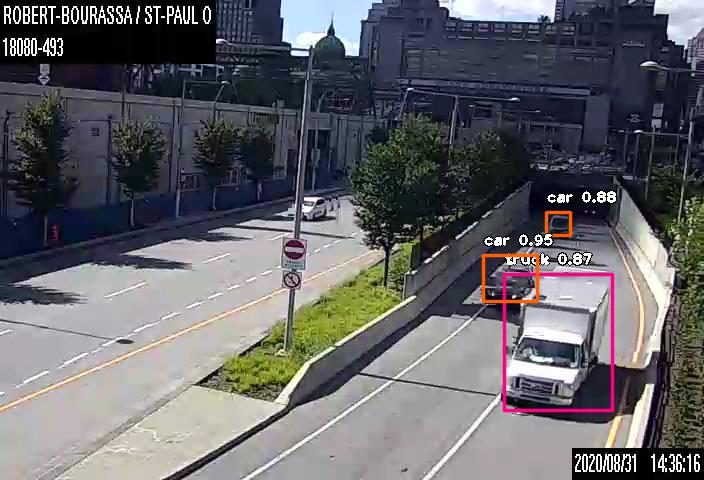 ROBERT-BOURASSA / ST-PAUL O
18080-493
car 0.88
car 0.95
truck 0.87
2020/08/31 14:36:16